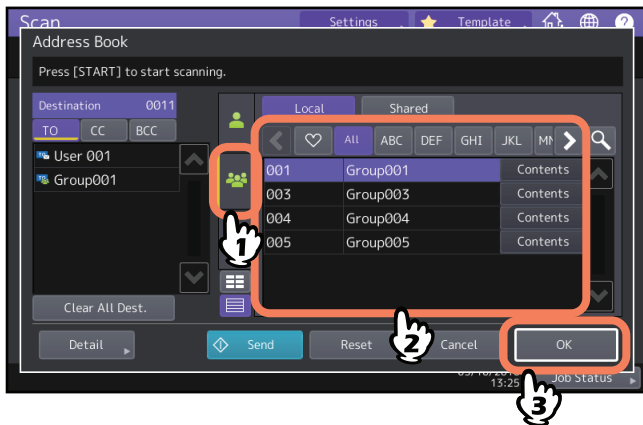 Scan
Settings
Template
?
Address Book
Press [START] to start scanning.
Destination 0011
TO CC BCC
User 001
Group001
Clear All Dest.
Local Shared
All ABC DEF GHI JKL
001 Group001 Contents
003 Group003 Contents
004 Group004 Contents
005 Group005 Contents
1
2
Detail
Send
Reset
Cancel
OK
13:25
Job Status
3